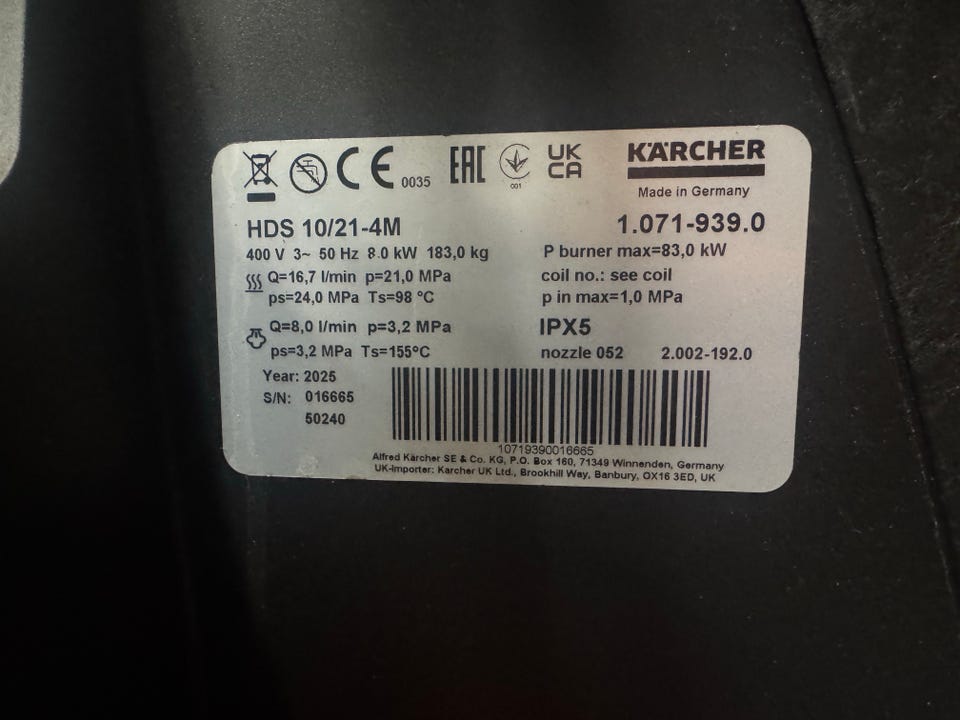 CE 0035 EAC 001 UK CA KÄRCHER
Made in Germany
HDS 10/21-4M 1.071-939.0
400 V 3~ 50 Hz 8.0 kW 183,0 kg P burner max=83,0 kW
Q=16,7 l/min p=21,0 MPa coil no.: see coil
ps=24,0 MPa Ts=98 °C p in max=1,0 MPa
Q=8,0 l/min p=3,2 MPa IPX5
ps=3,2 MPa Ts=155°C nozzle 052 2.002-192.0
Year: 2025
S/N: 016665
50240
10719390016665
Alfred Kärcher SE & Co. KG, P.O. Box 160, 71349 Winnenden, Germany
UK-Importer: Karcher UK Ltd., Brookhill Way, Banbury, OX16 3ED, UK